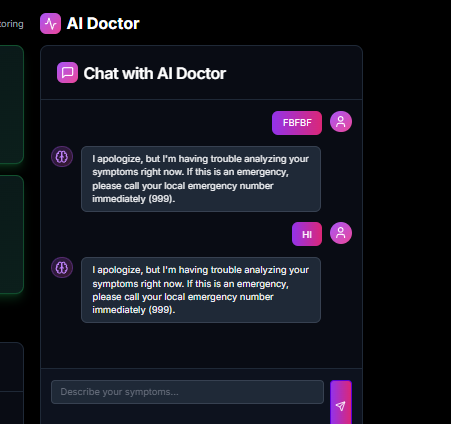 oring
AI Doctor
Chat with AI Doctor
FBFBF
I apologize, but I'm having trouble analyzing your
symptoms right now. If this is an emergency,
please call your local emergency number
immediately (999).
HI
I apologize, but I'm having trouble analyzing your
symptoms right now. If this is an emergency,
please call your local emergency number
immediately (999).
Describe your symptoms...